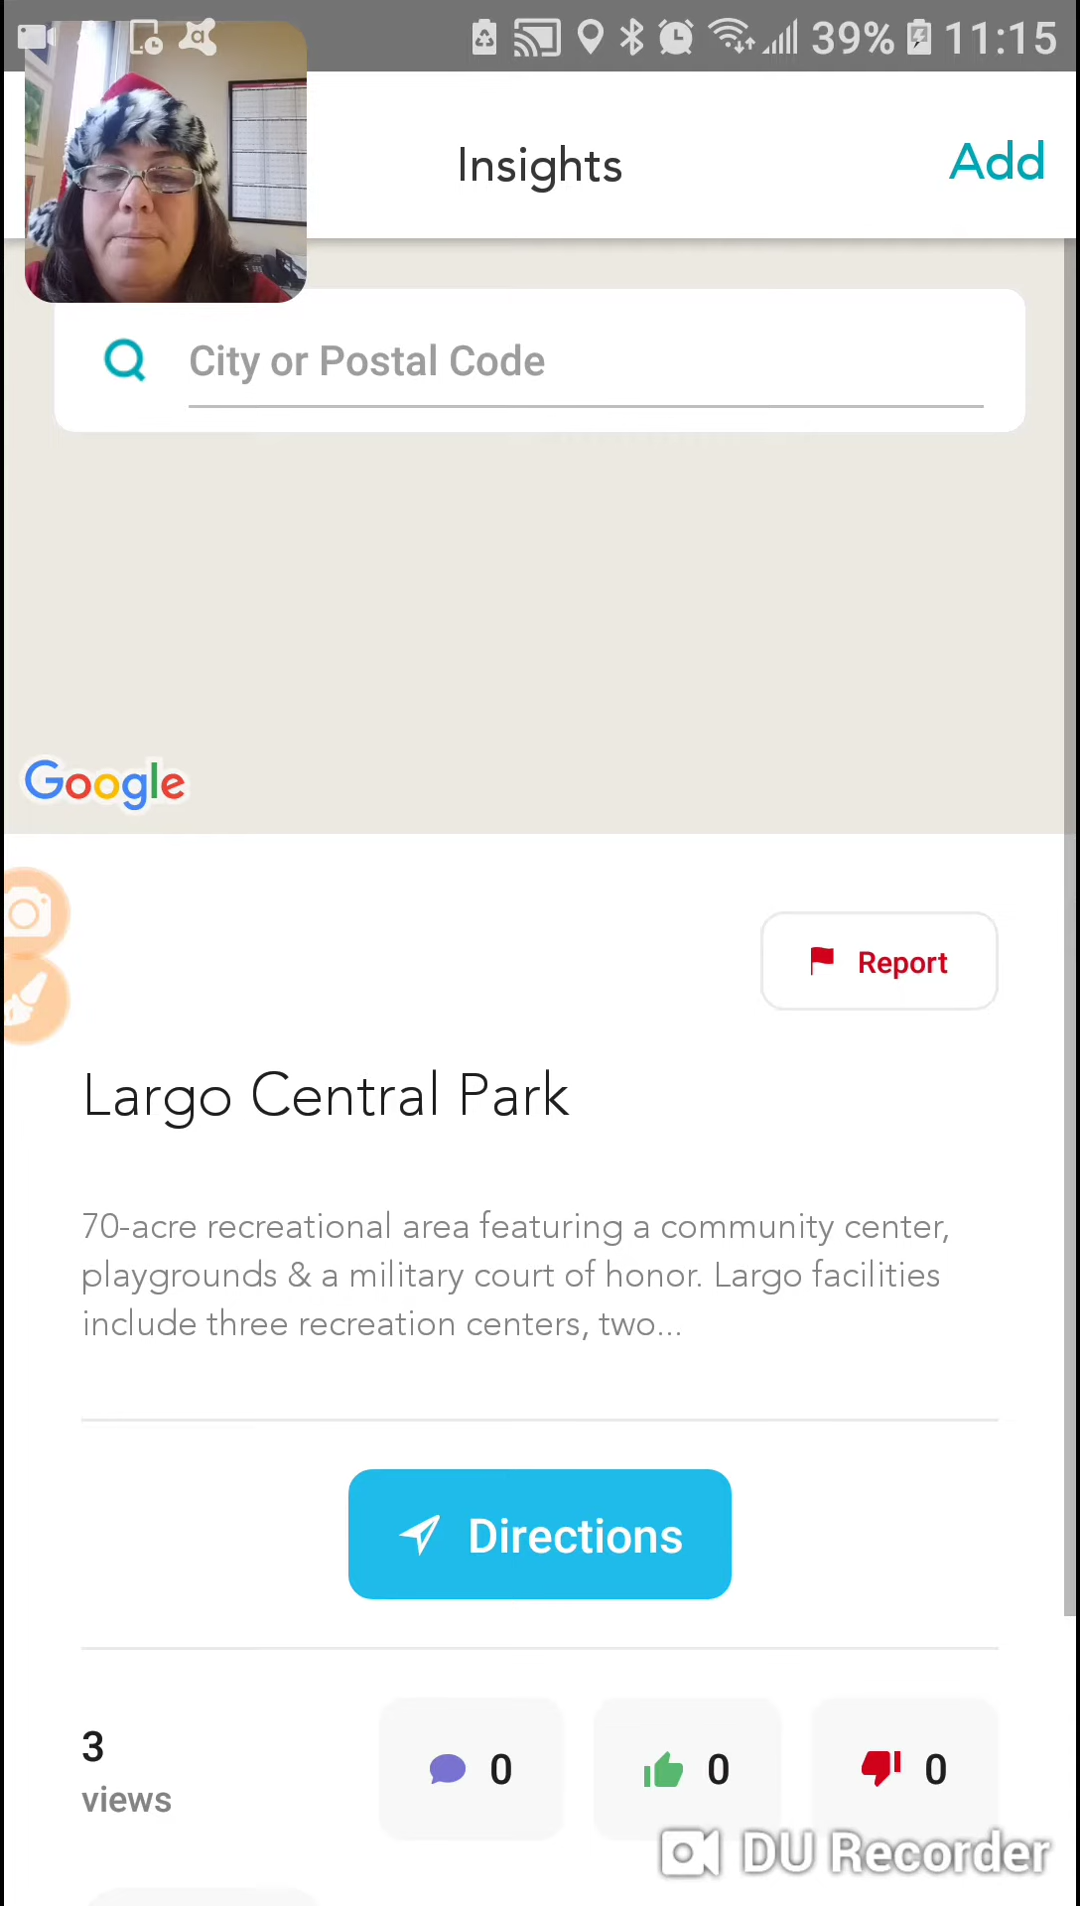 39% 11:15
Insights
Add
City or Postal Code
Google
Report
Largo Central Park
70-acre recreational area featuring a community center,
playgrounds & a military court of honor. Largo facilities
include three recreation centers, two...
Directions
3
views
0
0
0
DU Recorder